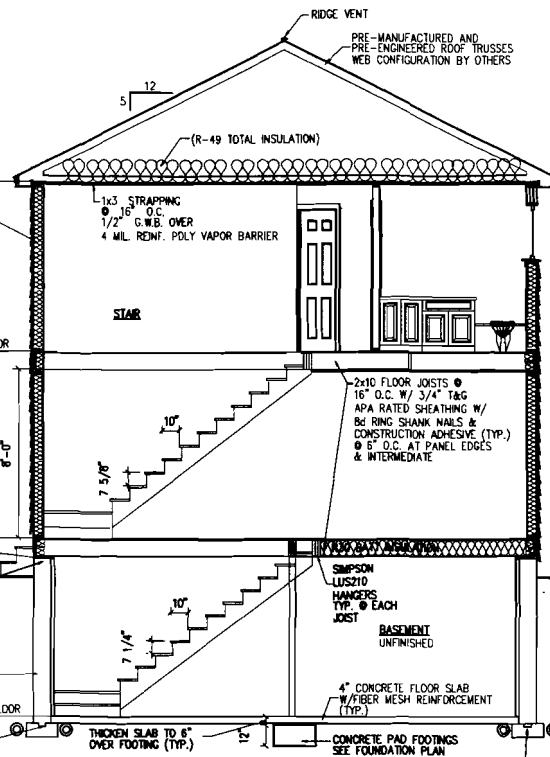 RIDGE VENT
PRE-MANUFACTURED AND
PRE-ENGINEERED ROOF TRUSSES
WEB CONFIGURATION BY OTHERS
12
5
(R-49 TOTAL INSULATION)
1x3 STRAPPING
@ 16" O.C.
1/2" G.W.B. OVER
4 MIL. REINF. POLY VAPOR BARRIER
STAIR
OR
2x10 FLOOR JOISTS @
16" O.C. W/ 3/4" T&G
APA RATED SHEATHING W/
8d RING SHANK NAILS &
CONSTRUCTION ADHESIVE (TYP.)
@ 6" O.C. AT PANEL EDGES
& INTERMEDIATE
10"
7 5/8"
8'-0"
BATT INSULATION
SIMPSON
LUS210
HANGERS
TYP. @ EACH
JOIST
10"
7 1/4"
BASEMENT
UNFINISHED
4" CONCRETE FLOOR SLAB
W/FIBER MESH REINFORCEMENT
(TYP.)
LOOR
THICKEN SLAB TO 6"
OVER FOOTING (TYP.)
12"
CONCRETE PAD FOOTINGS
SEE FOUNDATION PLAN